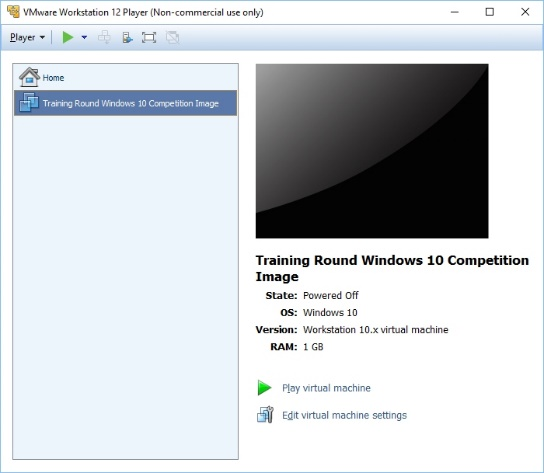 VMware Workstation 12 Player (Non-commercial use only)
Player
Home
Training Round Windows 10 Competition Image
Training Round Windows 10 Competition
Image
State: Powered Off
OS: Windows 10
Version: Workstation 10.x virtual machine
RAM: 1 GB
Play virtual machine
Edit virtual machine settings